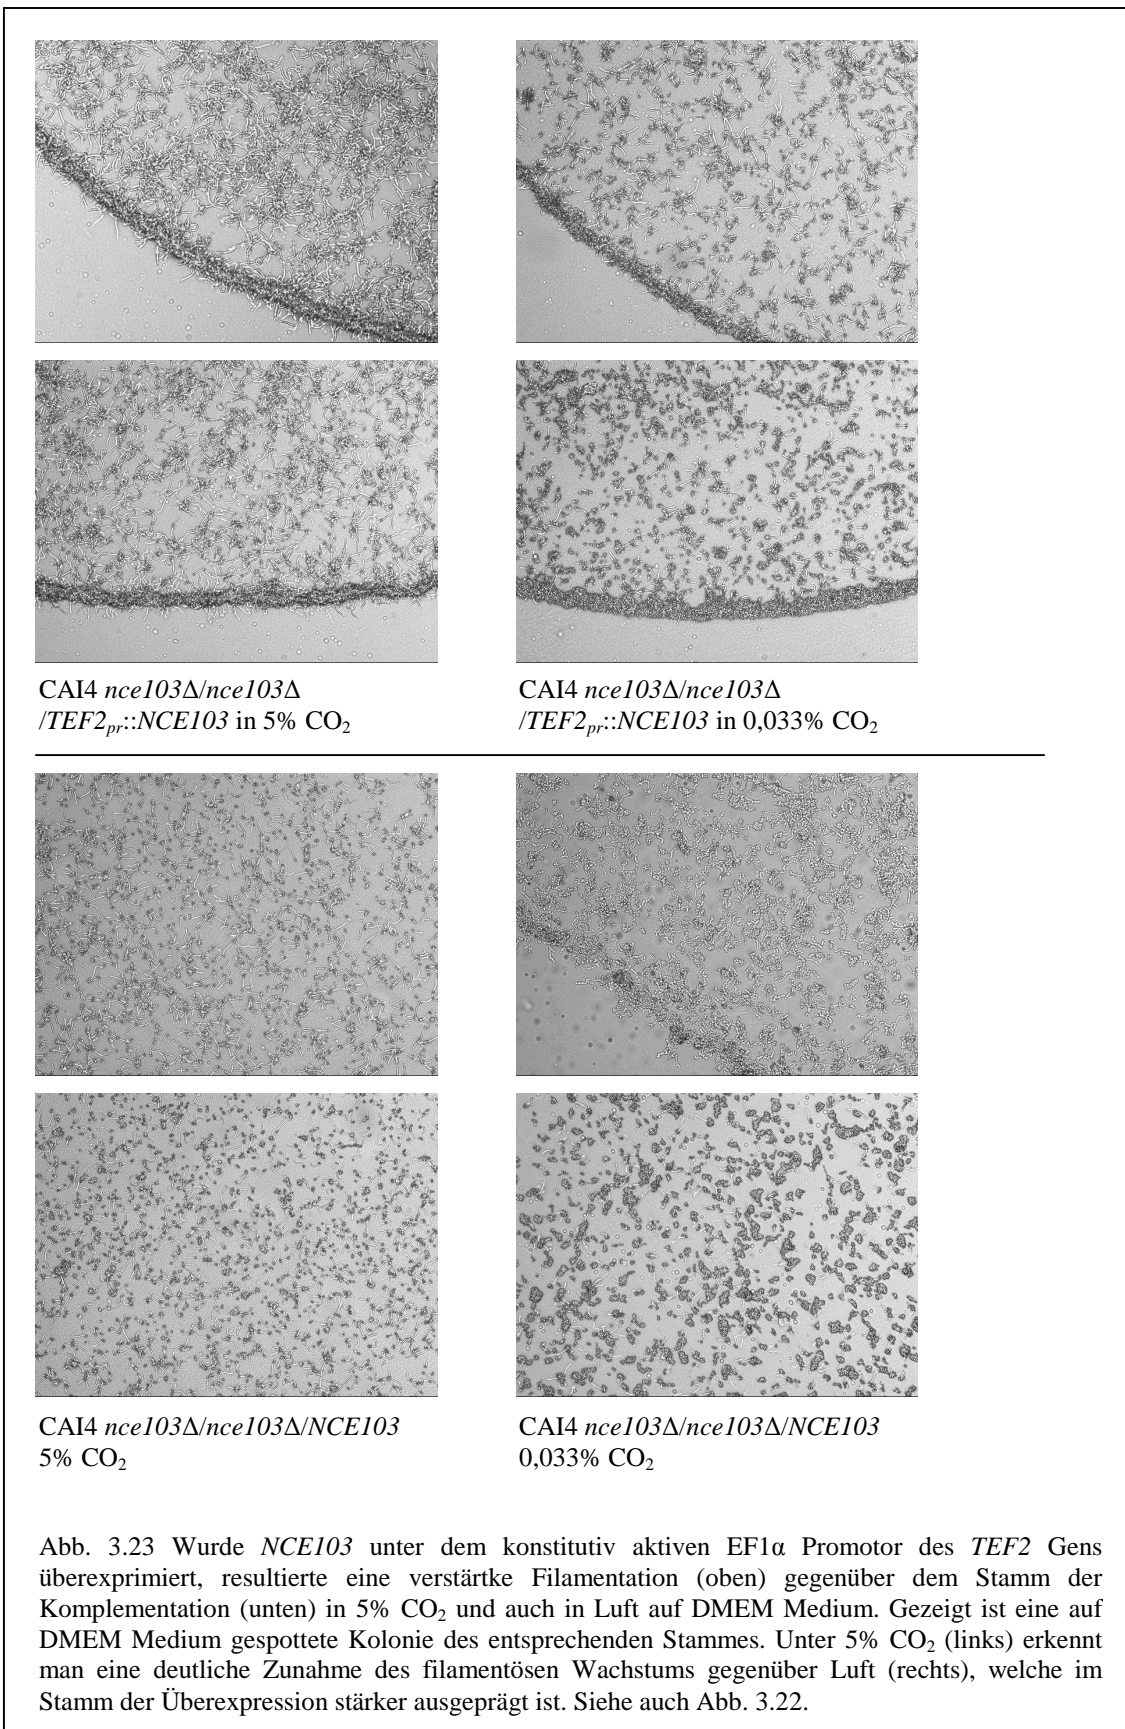 CAI4 nce103Δ/nce103Δ
/TEF2pr::NCE103 in 5% CO2
CAI4 nce103Δ/nce103Δ
/TEF2pr::NCE103 in 0,033% CO2
CAI4 nce103Δ/nce103Δ/NCE103
5% CO2
CAI4 nce103Δ/nce103Δ/NCE103
0,033% CO2
Abb. 3.23 Wurde NCE103 unter dem konstitutiv aktiven EF1α Promotor des TEF2 Gens
überexprimiert, resultierte eine verstärtke Filamentation (oben) gegenüber dem Stamm der
Komplementation (unten) in 5% CO2 und auch in Luft auf DMEM Medium. Gezeigt ist eine auf
DMEM Medium gespottete Kolonie des entsprechenden Stammes. Unter 5% CO2 (links) erkennt
man eine deutliche Zunahme des filamentösen Wachstums gegenüber Luft (rechts), welche im
Stamm der Überexpression stärker ausgeprägt ist. Siehe auch Abb. 3.22.